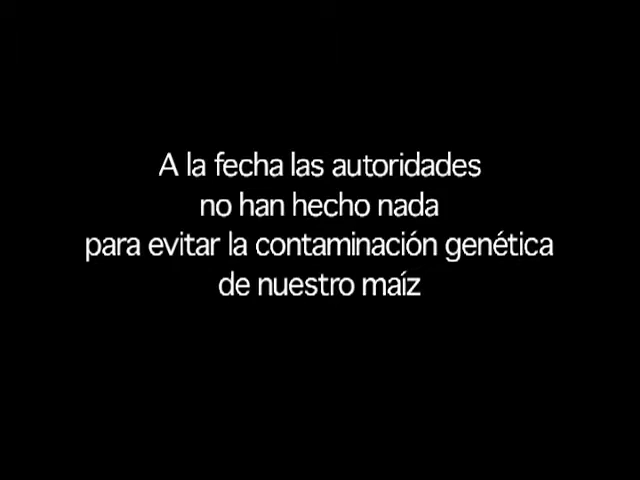 A la fecha las autoridades
no han hecho nada
para evitar la contaminación genética
de nuestro maíz